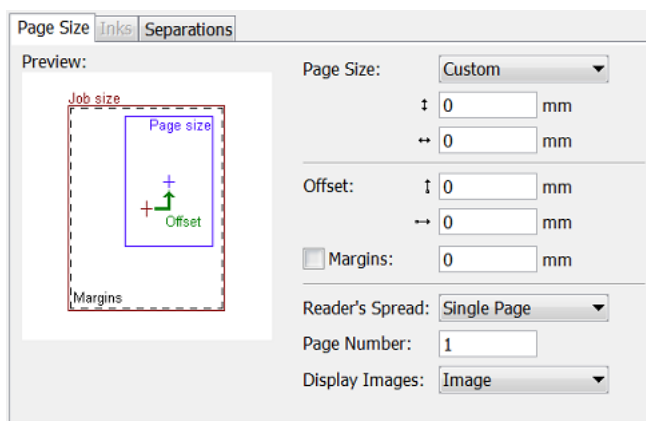 Page Size Inks Separations
Preview:
Job size
Page size
Offset
Margins
Page Size: Custom
0 mm
0 mm
Offset: 0 mm
0 mm
Margins: 0 mm
Reader's Spread: Single Page
Page Number: 1
Display Images: Image